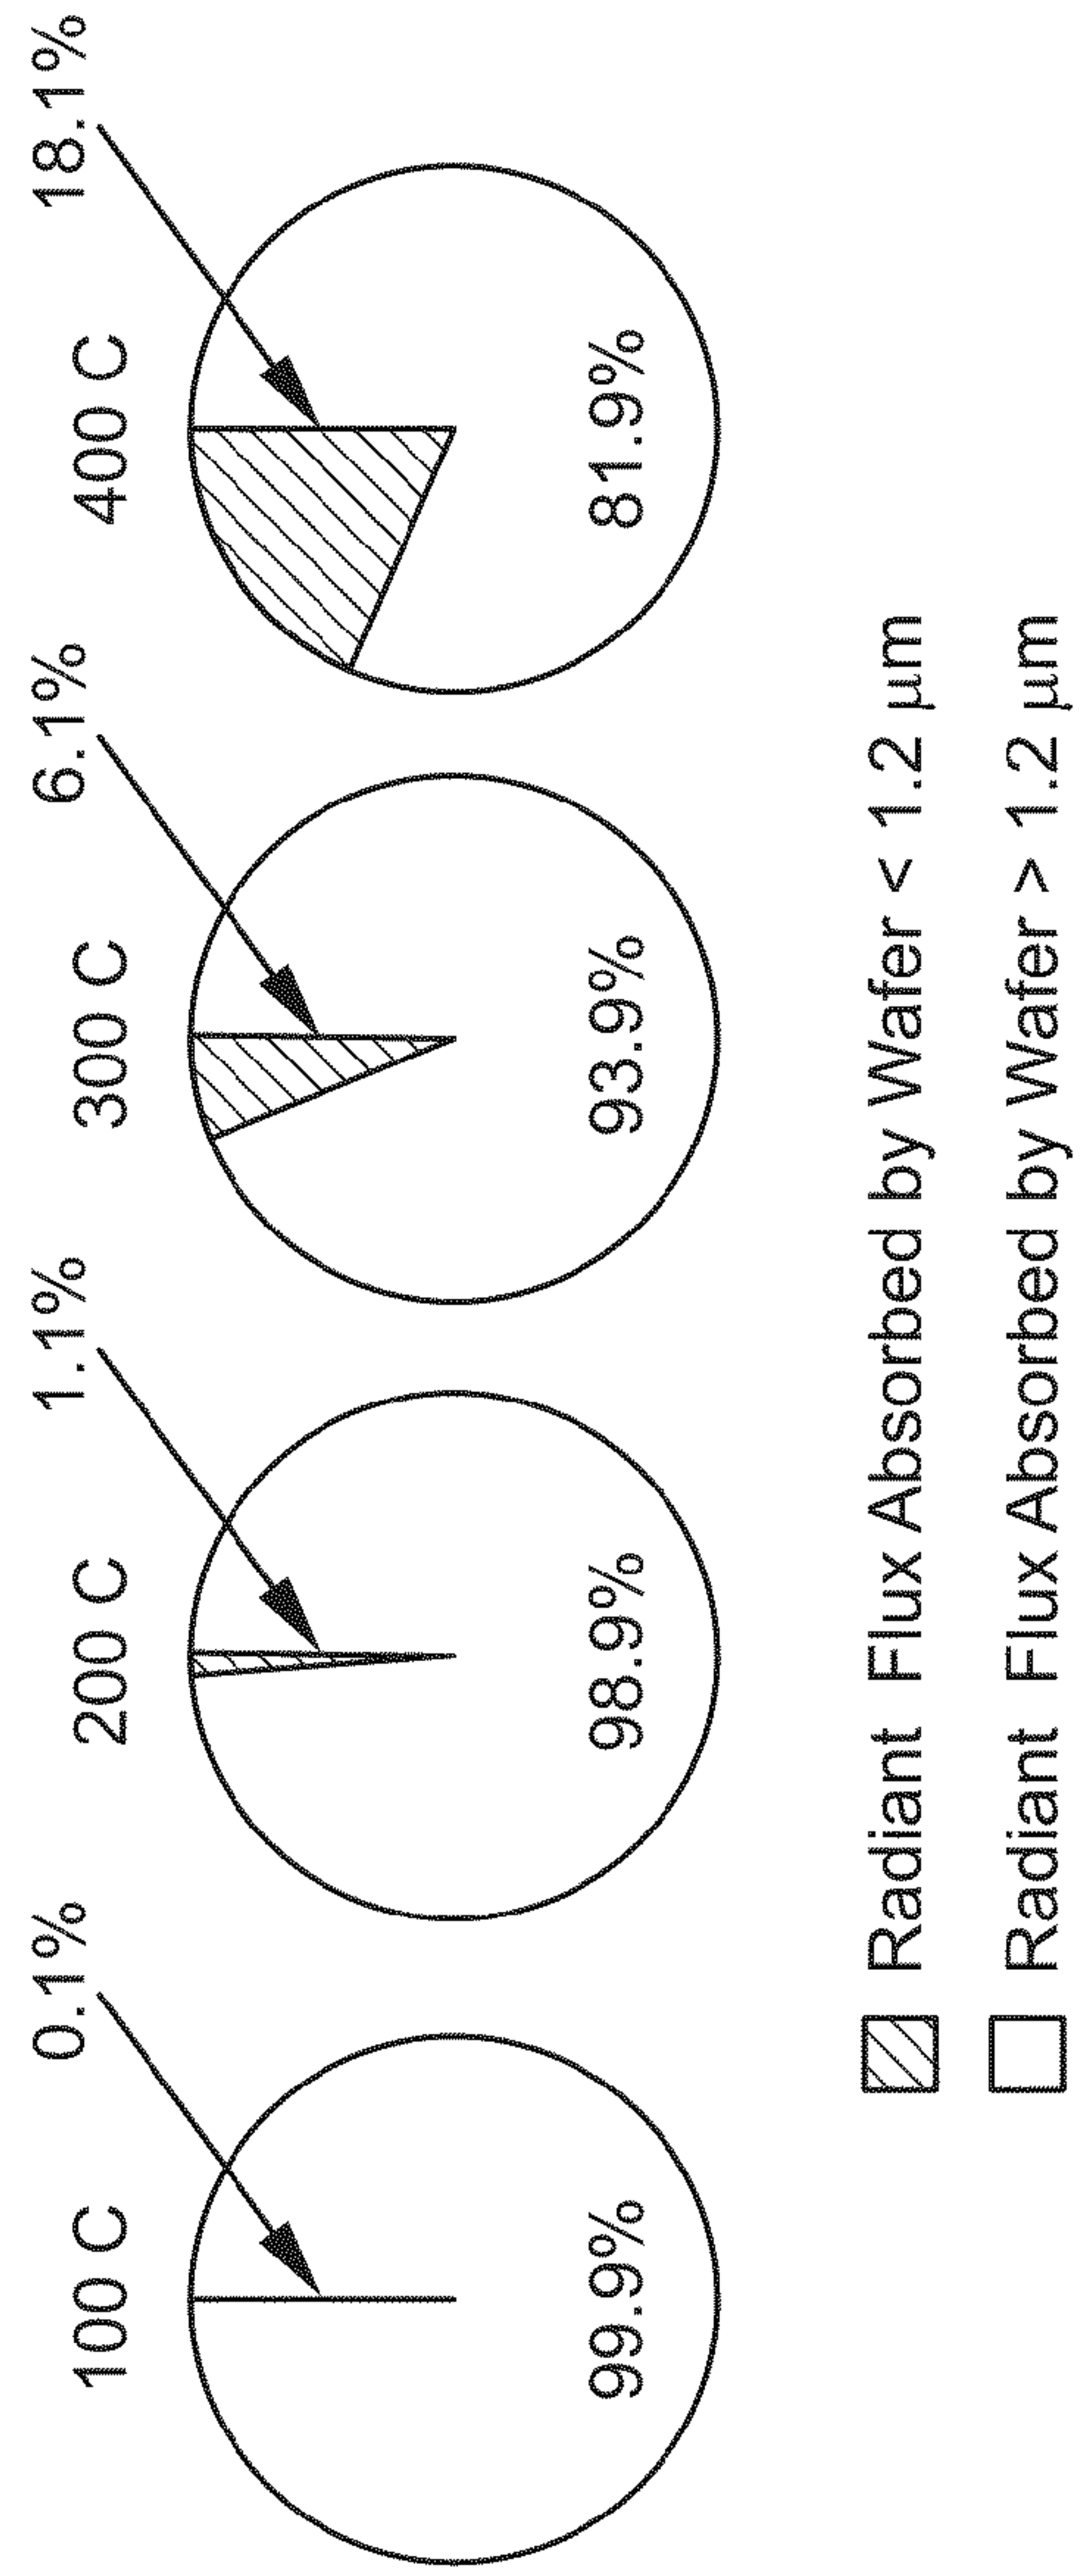 100 C
0.1%
99.9%
200 C
1.1%
98.9%
300 C
6.1%
93.9%
400 C
18.1%
81.9%
Radiant Flux Absorbed by Wafer < 1.2 μm
Radiant Flux Absorbed by Wafer > 1.2 μm